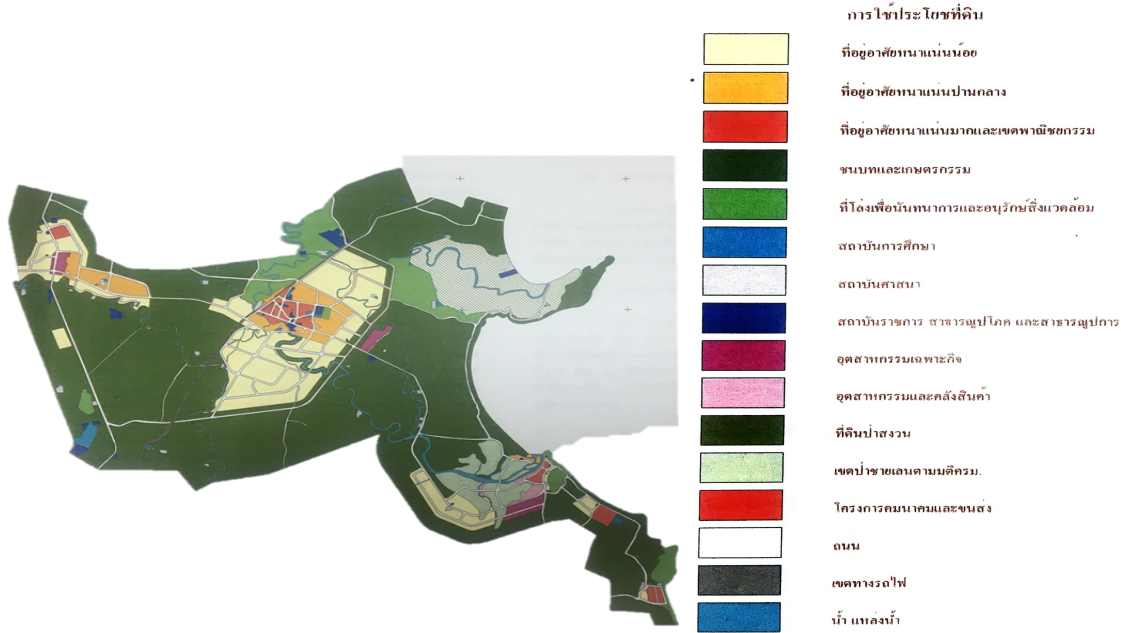 การใช้ประโยชที่ดิน
ที่อยู่อาศัยหนาแน่นน้อย
ที่อยู่อาศัยหนาแน่นปานกลาง
ที่อยู่อาศัยหนาแน่นมากและเขตพาณิชยกรรม
ชนบทและเกษตรกรรม
ที่โล่งเพื่อนันทนาการและอนุรักษ์สิ่งแวดล้อม
สถาบันการศึกษา
สถาบันศาสนา
สถาบันราชการ สาธารณูปโภค และสาธารณูปการ
อุตสาหกรรมเฉพาะกิจ
อุตสาหกรรมและคลังสินค้า
ที่ดินป่าสงวน
เขตป่าชายเลนตามมติครม.
โครงการคมนาคมและขนส่ง
ถนน
เขตทางรถไฟ
น้ำ แหล่งน้ำ